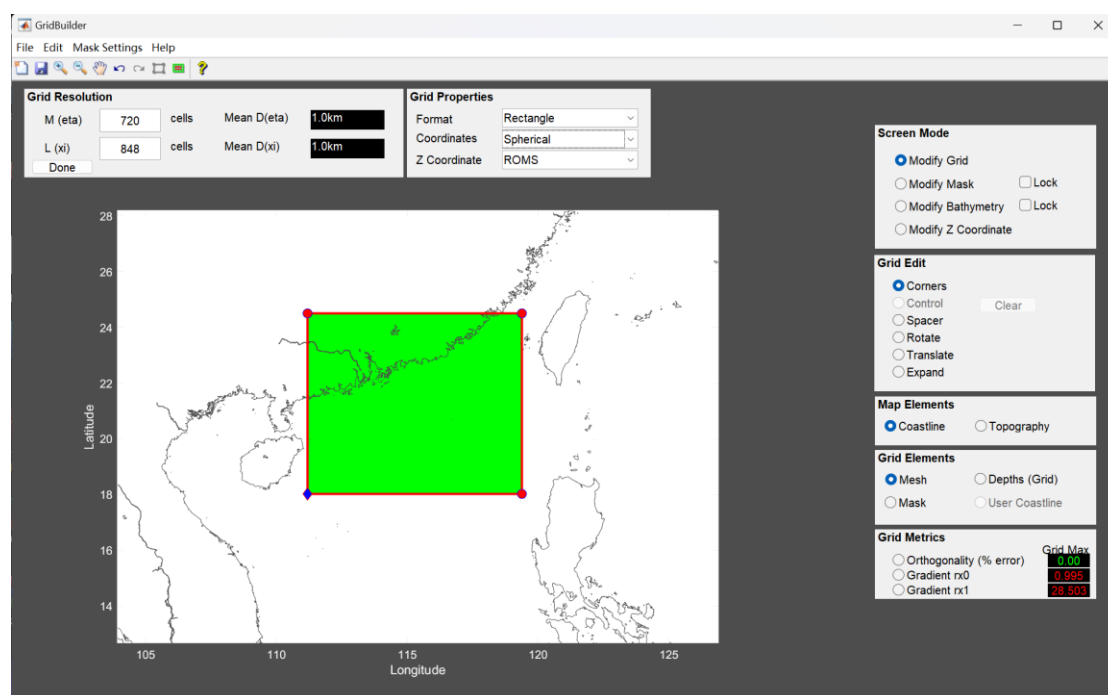 GridBuilder
File Edit Mask Settings Help
Grid Resolution
M (eta) 720 cells Mean D(eta) 1.0km
L (xi) 848 cells Mean D(xi) 1.0km
Done
Grid Properties
Format Rectangle
Coordinates Spherical
Z Coordinate ROMS
Screen Mode
Modify Grid
Modify Mask Lock
Modify Bathymetry Lock
Modify Z Coordinate
Grid Edit
Corners
Control Clear
Spacer
Rotate
Translate
Expand
Map Elements
Coastline Topography
Grid Elements
Mesh Depths (Grid)
Mask User Coastline
Grid Metrics
Grid Max
Orthogonality (% error) 0.00
Gradient rx0 0.995
Gradient rx1 28.503
28
26
24
22
20
18
16
14
Latitude
105 110 115 120 125
Longitude